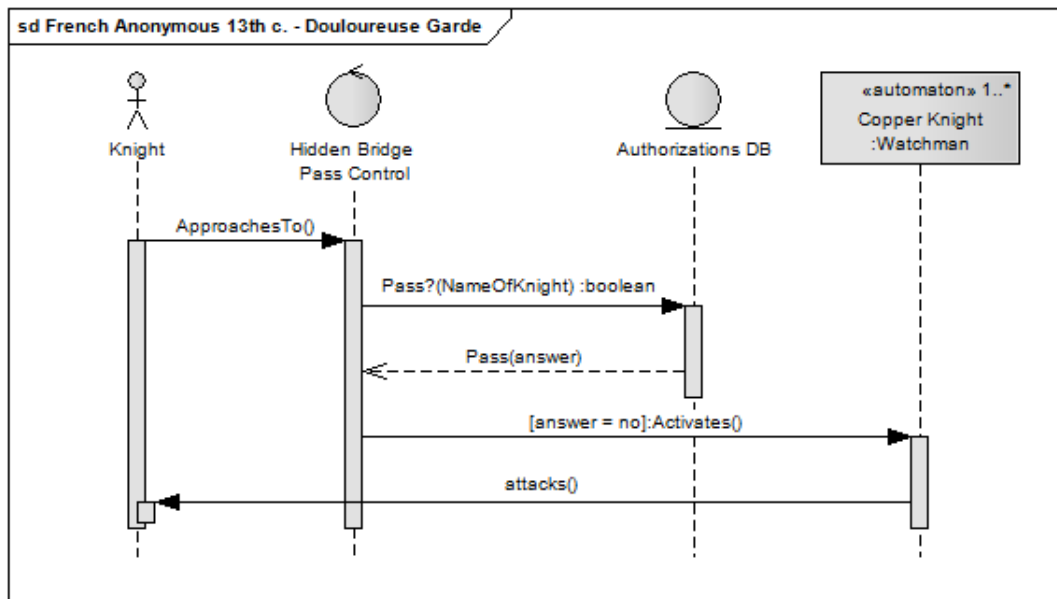 sd French Anonymous 13th c. - Douloureuse Garde
«automaton» 1..*
Copper Knight
:Watchman
Knight
Hidden Bridge
Pass Control
Authorizations DB
ApproachesTo()
Pass?(NameOfKnight) :boolean
Pass(answer)
[answer = no]:Activates()
attacks()